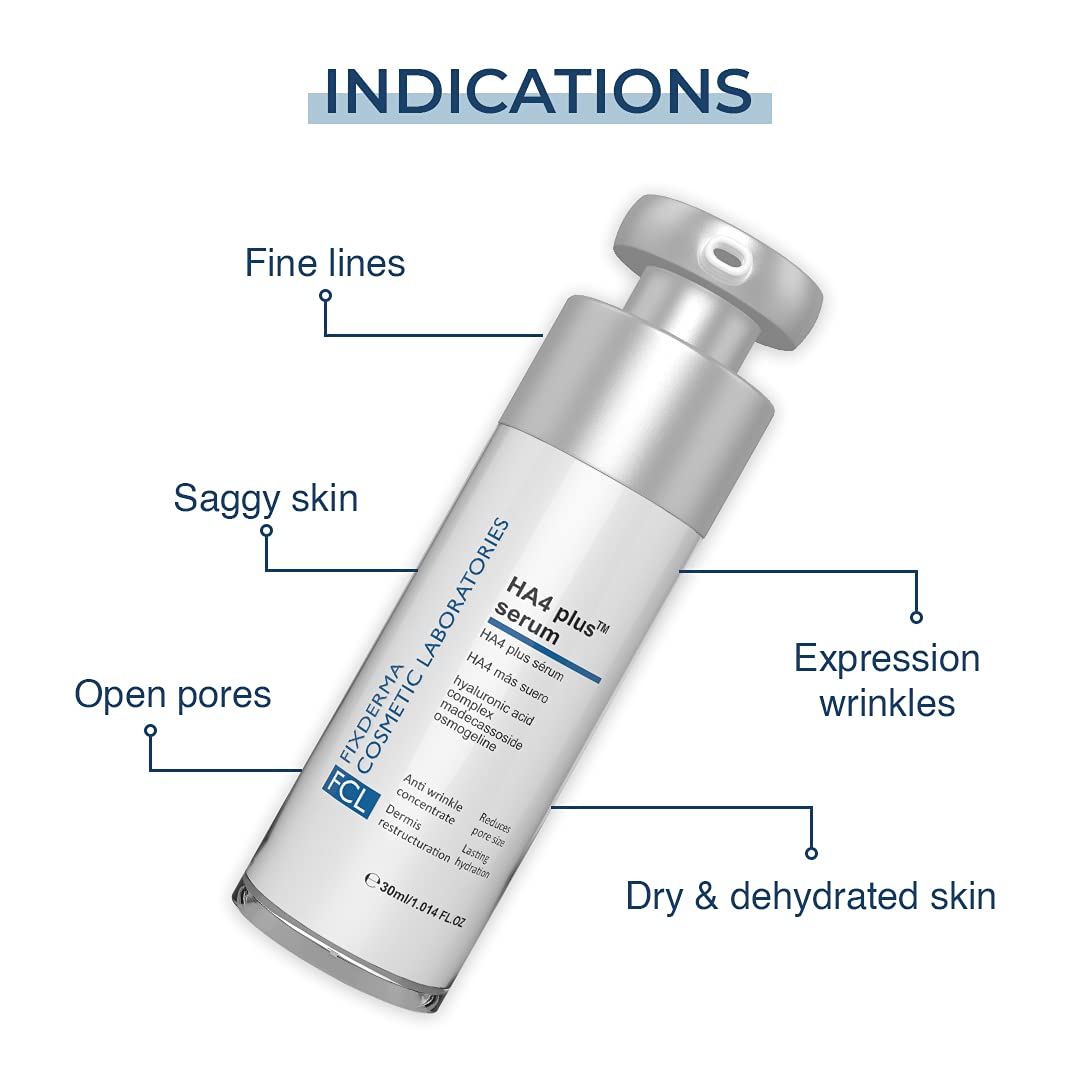 INDICATIONS
Fine lines
Saggy skin
Open pores
Expression
wrinkles
Dry & dehydrated skin
FCL
FIXDERMA
COSMETIC LABORATORIES
HA4 plus™
serum
HA4 plus sérum
HA4 más suero
hyaluronic acid
complex
madecassoside
osmogeline
Anti wrinkle
concentrate
Reduces
pore size
Dermis
restructuration
Lasting
hydration
℮30ml/1.014 FL.OZ